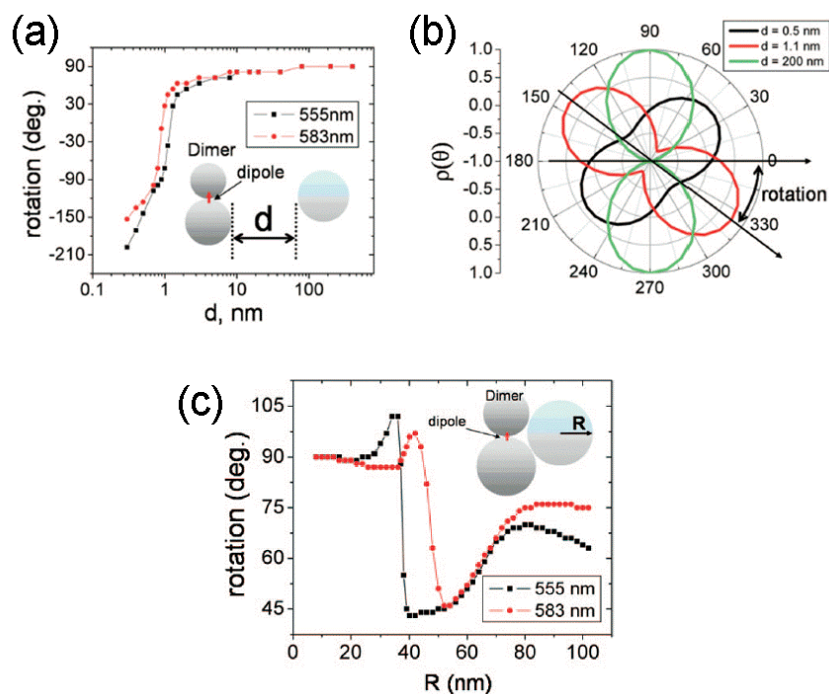 (a)
rotation (deg.)
90
30
-30
-90
-150
-210
555nm
583nm
Dimer
dipole
d
0.1 1 10 100
d, nm
(b)
ρ(θ)
1.0
0.5
0.0
-0.5
-1.0
-0.5
0.0
0.5
1.0
d = 0.5 nm
d = 1.1 nm
d = 200 nm
90
120 60
150 30
180 0
rotation
210 330
240 300
270
(c)
rotation (deg.)
105
90
75
60
45
Dimer
dipole
R
555 nm
583 nm
0 20 40 60 80 100
R (nm)